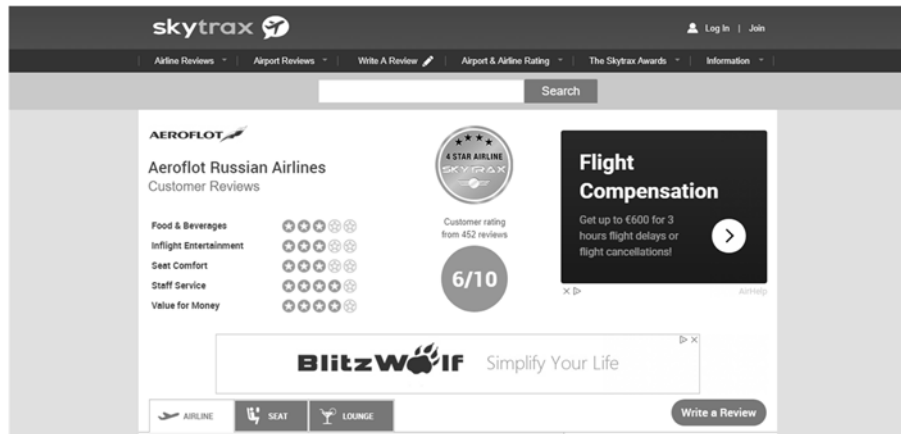 skytrax
Log In | Join
Airline Reviews
Airport Reviews
Write A Review
Airport & Airline Rating
The Skytrax Awards
Information
Search
AEROFLOT
Aeroflot Russian Airlines
Customer Reviews
Food & Beverages
Inflight Entertainment
Seat Comfort
Staff Service
Value for Money
4 STAR AIRLINE
SKYTRAX
Customer rating
from 452 reviews
6/10
Flight
Compensation
Get up to €600 for 3
hours flight delays or
flight cancellations!
AirHelp
BlitzWolf Simplify Your Life
AIRLINE
SEAT
LOUNGE
Write a Review